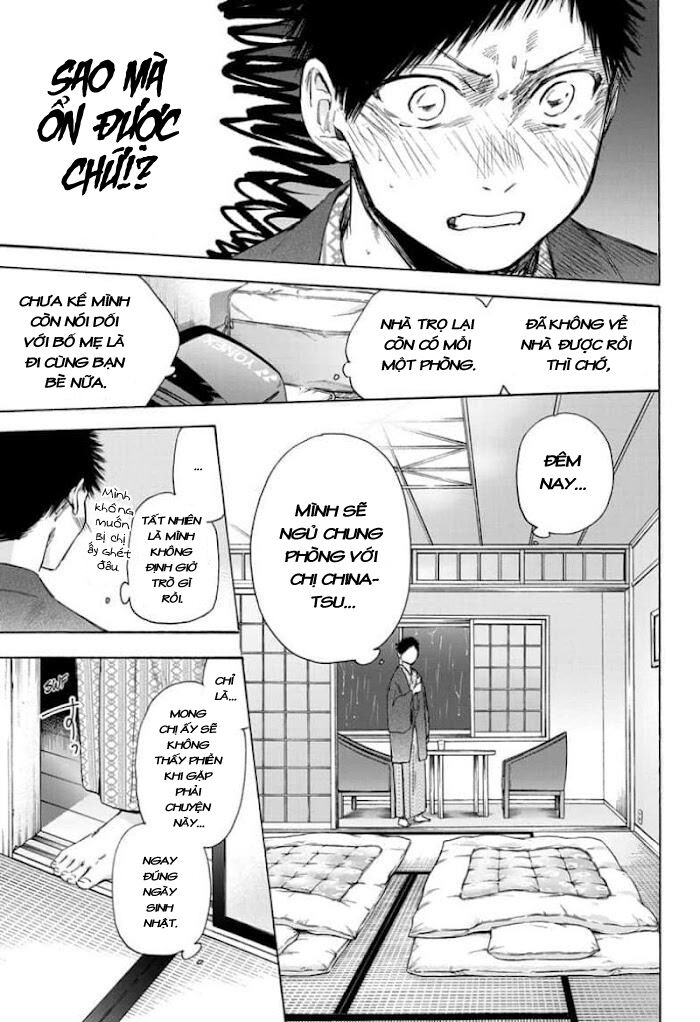 SAO MÀ
ỔN ĐƯỢC
CHỨ!?
ĐÃ KHÔNG VỀ
NHÀ ĐƯỢC RỒI
THÌ CHỚ,
NHÀ TRỌ LẠI
CÒN CÓ MỖI
MỘT PHÒNG.
YONEX
CHƯA KỂ MÌNH
CÒN NÓI DỐI
VỚI BỐ MẸ LÀ
ĐI CÙNG BẠN
BÈ NỮA.
ĐÊM
NAY...
MÌNH SẼ
NGỦ CHUNG
PHÒNG VỚI
CHỊ CHINA-
TSU...
...
TẤT NHIÊN
LÀ MÌNH
KHÔNG
ĐỊNH GIỞ
TRÒ GÌ
RỒI.
Mình
không
muốn
bị chị
ấy ghét
đâu
CHỈ
LÀ...
MONG
CHỊ ẤY SẼ
KHÔNG
THẤY PHIỀN
KHI GẶP
PHẢI
CHUYỆN
NÀY...
NGAY
ĐÚNG
NGÀY
SINH
NHẬT.
SWF